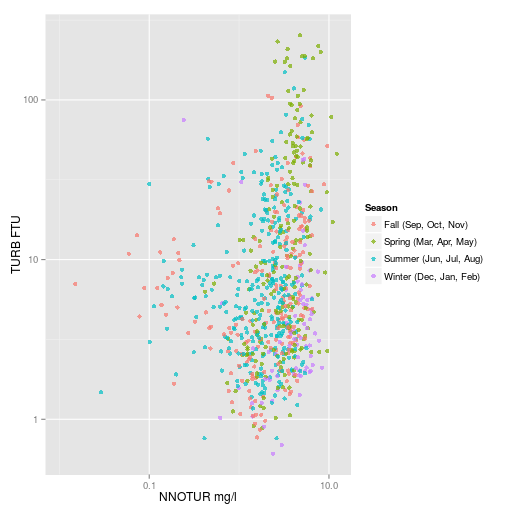 TURB FTU
100
10
1
0.1
10.0
NNOTUR mg/l
Season
Fall (Sep, Oct, Nov)
Spring (Mar, Apr, May)
Summer (Jun, Jul, Aug)
Winter (Dec, Jan, Feb)